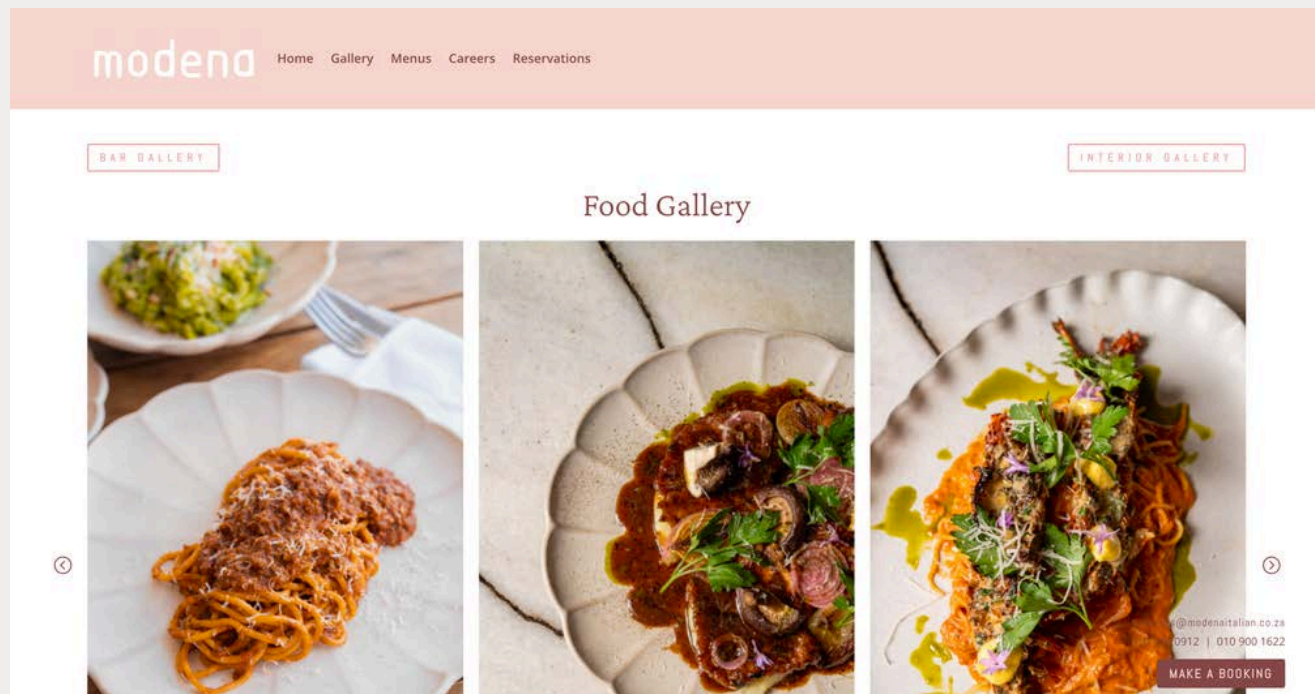 modena
Home Gallery Menus Careers Reservations
BAR GALLERY
INTERIOR GALLERY
Food Gallery
@modenaitalian.co.za
0912 | 010 900 1622
MAKE A BOOKING